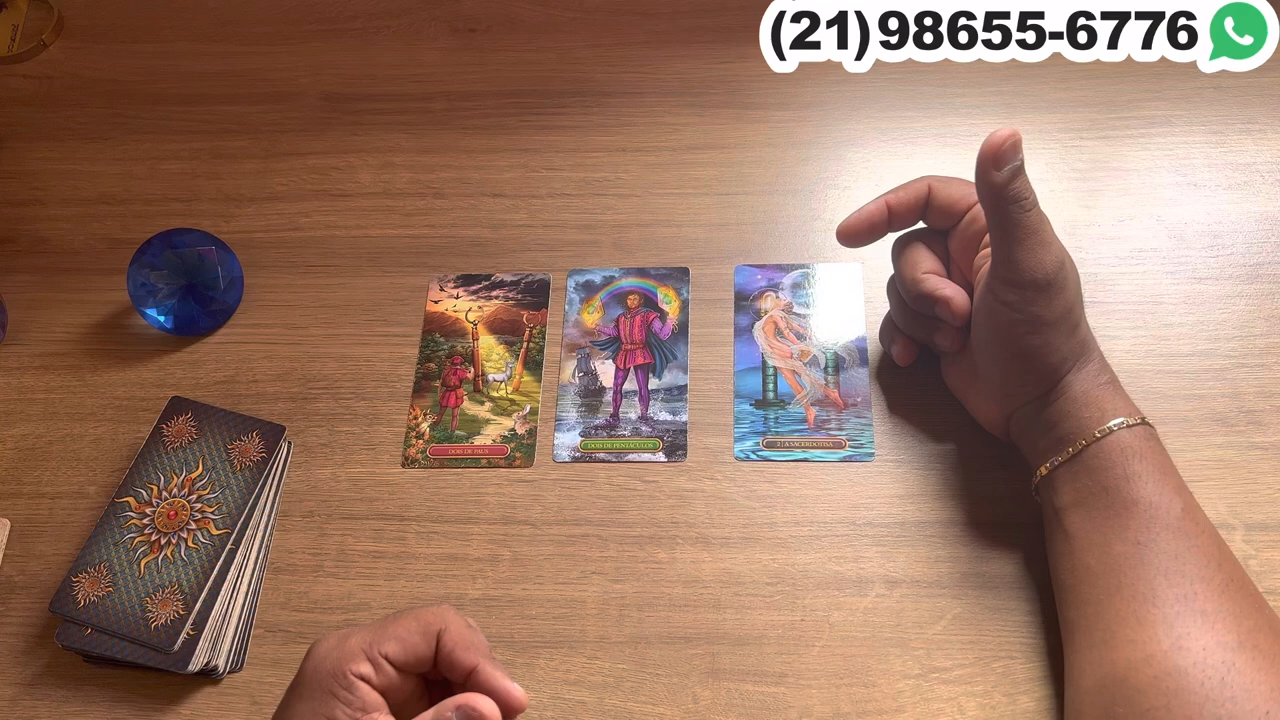 (21)98655-6776
DOIS DE PAUS
DOIS DE PENTÁCULOS
2 | A SACERDOTISA